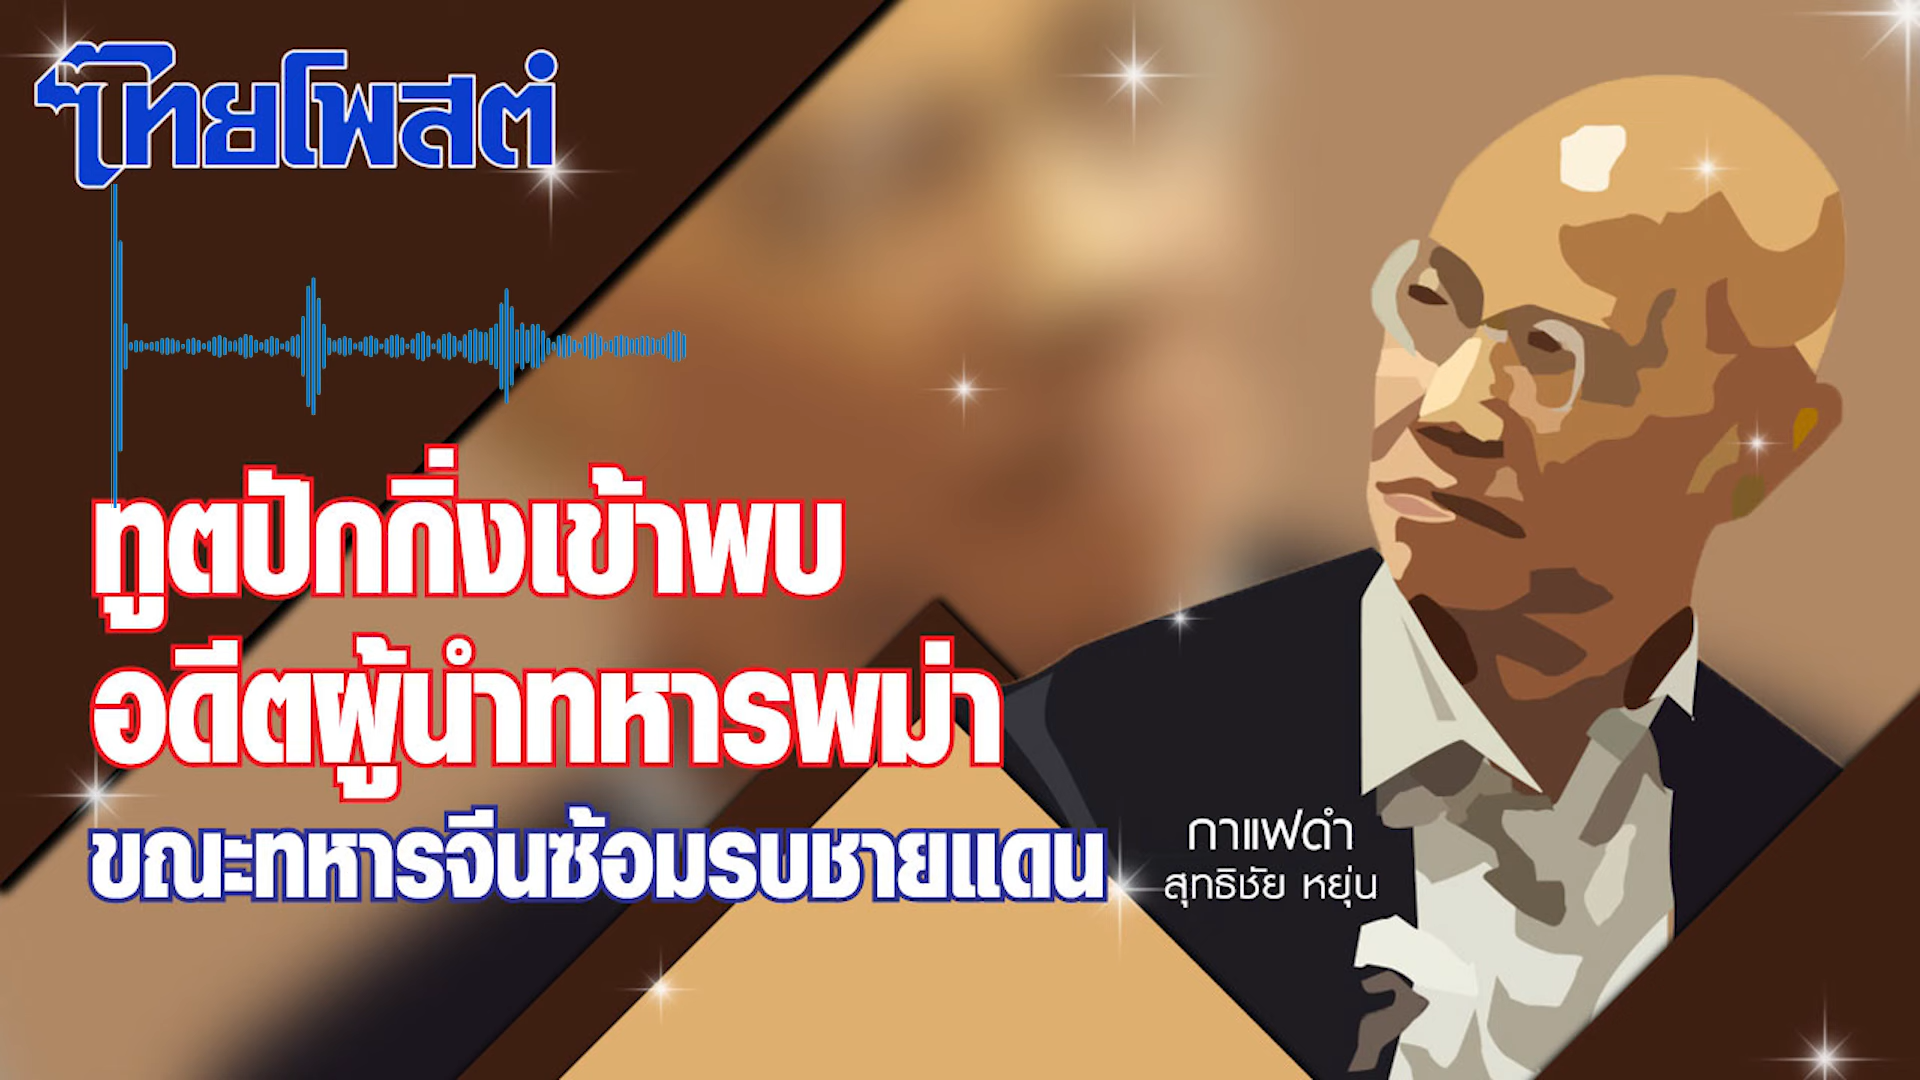 ไทยโพสต์
ทูตปักกิ่งเข้าพบ
อดีตผู้นำทหารพม่า
ขณะทหารจีนซ้อมรบชายแดน
กาแฟดำ
สุทธิชัย หยุ่น